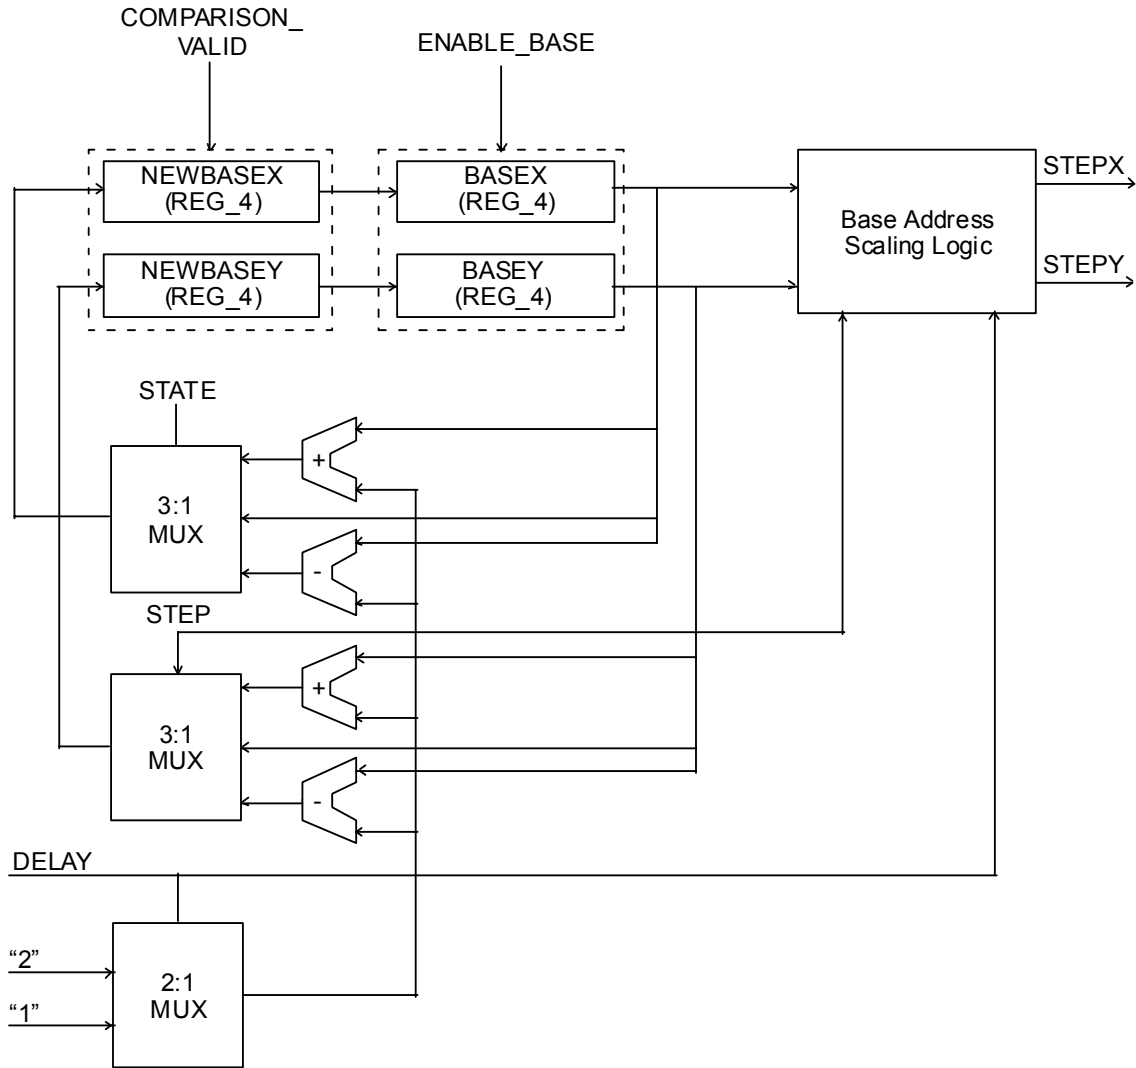 COMPARISON_
VALID
ENABLE_BASE
NEWBASEX
(REG_4)
BASEX
(REG_4)
NEWBASEY
(REG_4)
BASEY
(REG_4)
Base Address
Scaling Logic
STEPX
STEPY
STATE
3:1
MUX
+
-
STEP
3:1
MUX
+
-
DELAY
“2”
“1”
2:1
MUX